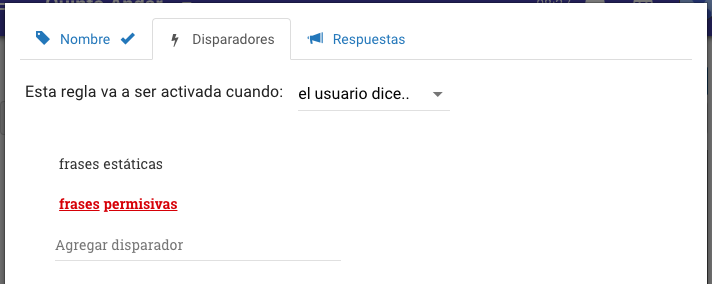 Nombre
Disparadores
Respuestas
Esta regla va a ser activada cuando: el usuario dice..
frases estáticas
frases permisivas
Agregar disparador